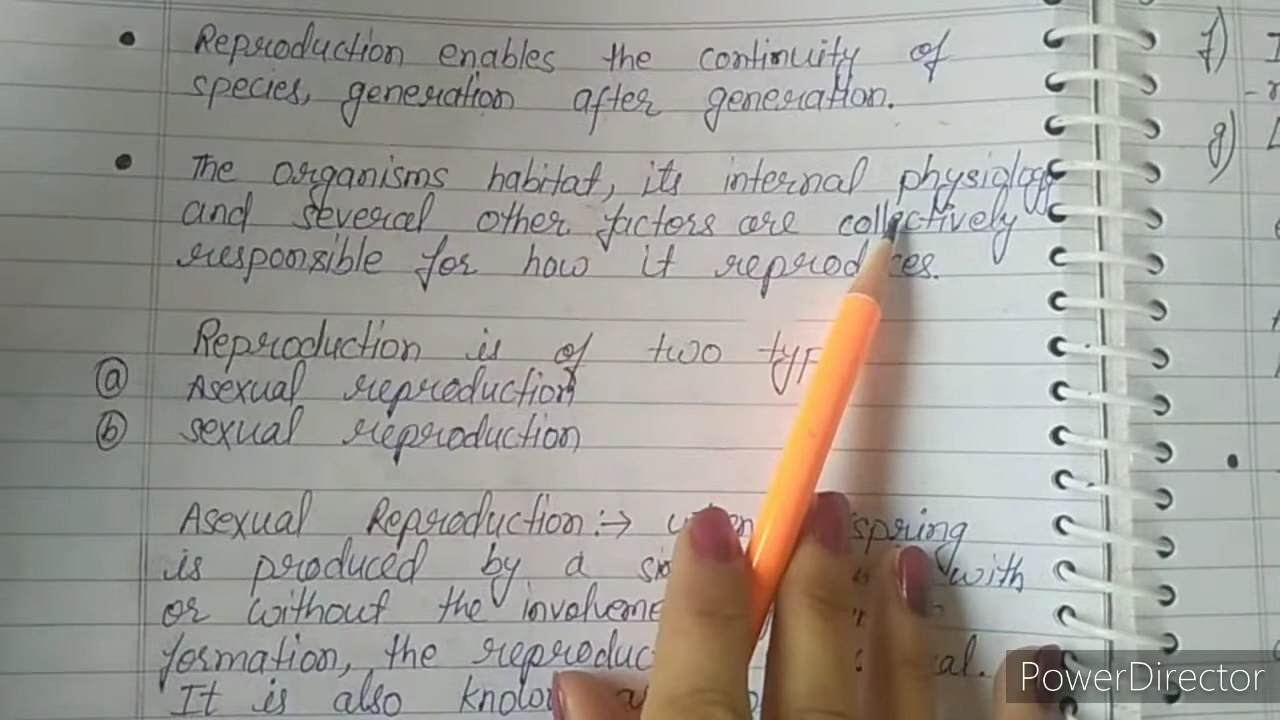 Reproduction enables the continuity of
species, generation after generation.
The organisms habitat, its internal physiology
and several other factors are collectively
responsible for how it reproduces.
Reproduction is of two
(a) Asexual reproduction
(b) sexual reproduction
Asexual Reproduction:→
is produced by a with
or without the
formation, the
It is also
f)
g)
PowerDirector